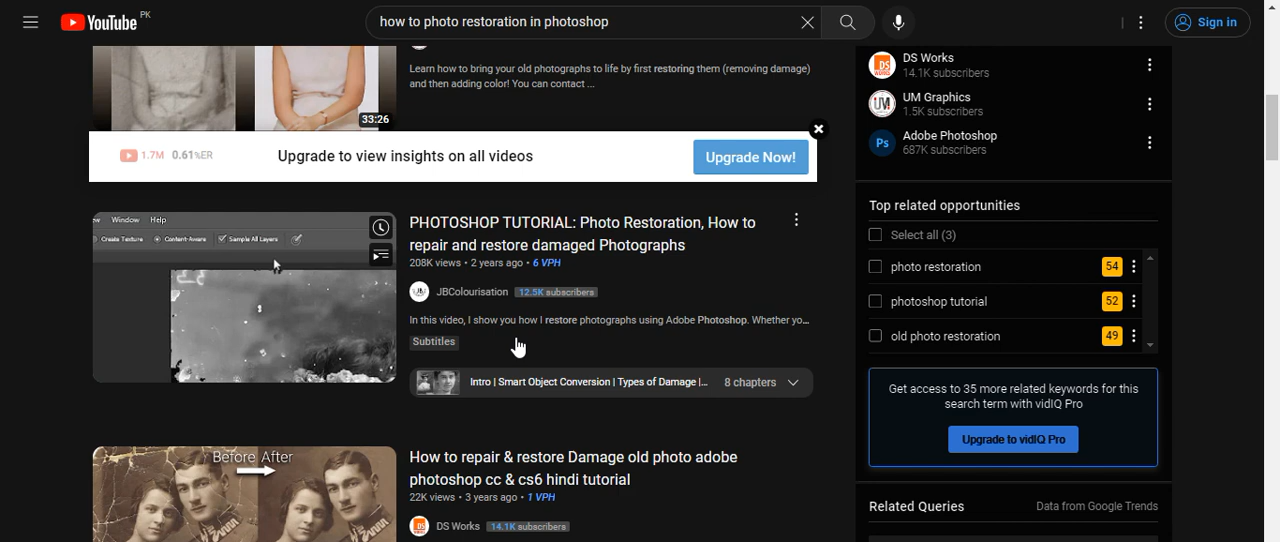 YouTube PK
how to photo restoration in photoshop
Sign in
Learn how to bring your old photographs to life by first restoring them (removing damage)
and then adding color! You can contact ...
33:26
1.7M 0.61%ER
Upgrade to view insights on all videos
Upgrade Now!
Window Help
Create Texture Content-Aware Sample All Layers
PHOTOSHOP TUTORIAL: Photo Restoration, How to
repair and restore damaged Photographs
208K views • 2 years ago • 6 VPH
JBColourisation 12.5K subscribers
In this video, I show you how I restore photographs using Adobe Photoshop. Whether yo...
Subtitles
Intro | Smart Object Conversion | Types of Damage |...
8 chapters
Before After
How to repair & restore Damage old photo adobe
photoshop cc & cs6 hindi tutorial
22K views • 3 years ago • 1 VPH
DS
DS Works 14.1K subscribers
DS
DS Works
14.1K subscribers
UM
UM Graphics
1.5K subscribers
Ps
Adobe Photoshop
687K subscribers
Top related opportunities
Select all (3)
photo restoration 54
photoshop tutorial 52
old photo restoration 49
Get access to 35 more related keywords for this
search term with vidIQ Pro
Upgrade to vidIQ Pro
Related Queries
Data from Google Trends